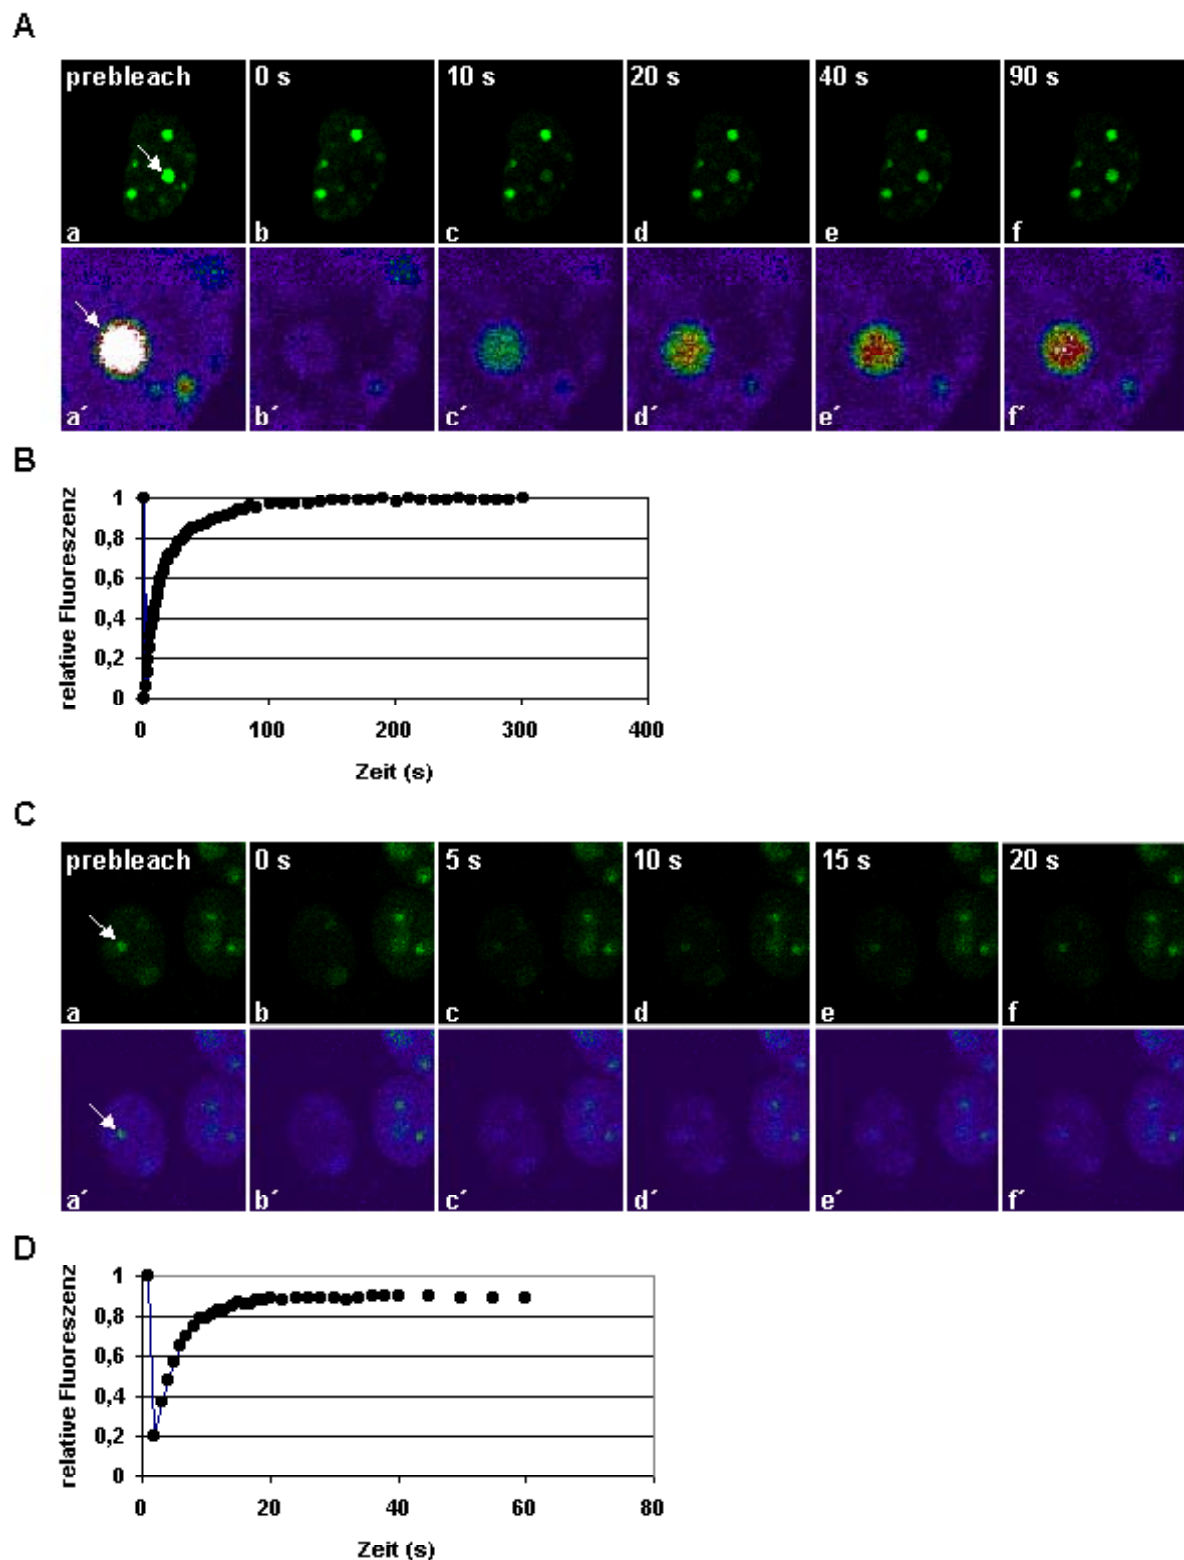 A
prebleach 0 s 10 s 20 s 40 s 90 s
a b c d e f
a´ b´ c´ d´ e´ f´
B
relative Fluoreszenz
1
0,8
0,6
0,4
0,2
0
0 100 200 300 400
Zeit (s)
C
prebleach 0 s 5 s 10 s 15 s 20 s
a b c d e f
a´ b´ c´ d´ e´ f´
D
relative Fluoreszenz
1
0,8
0,6
0,4
0,2
0
0 20 40 60 80
Zeit (s)